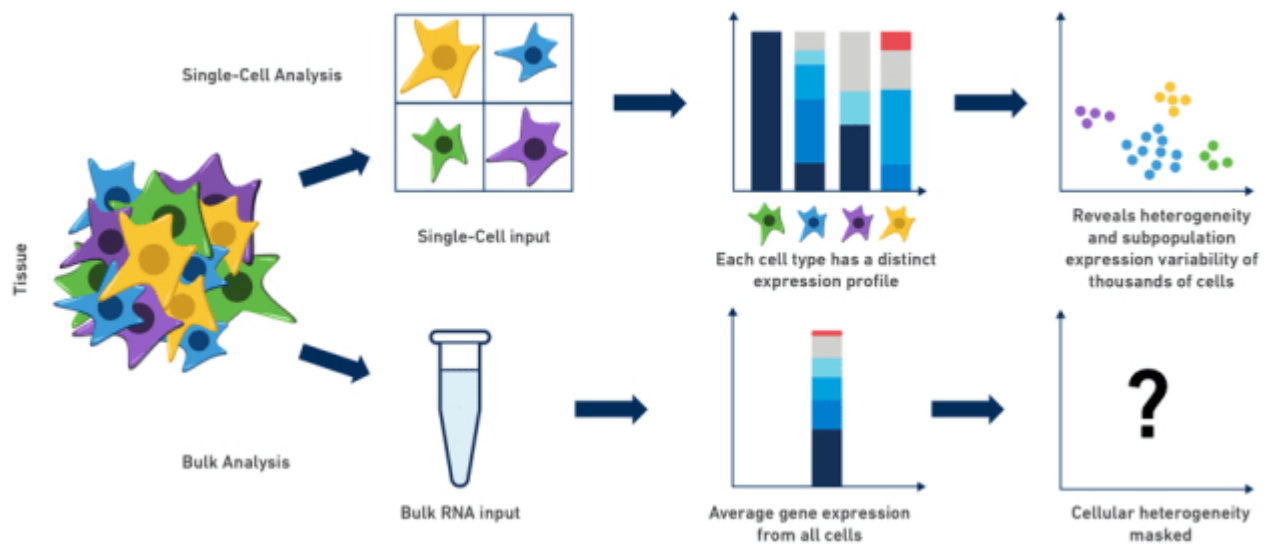 Single-Cell Analysis
Tissue
Single-Cell input
Each cell type has a distinct
expression profile
Reveals heterogeneity
and subpopulation
expression variability of
thousands of cells
Bulk Analysis
Bulk RNA input
Average gene expression
from all cells
?
Cellular heterogeneity
masked